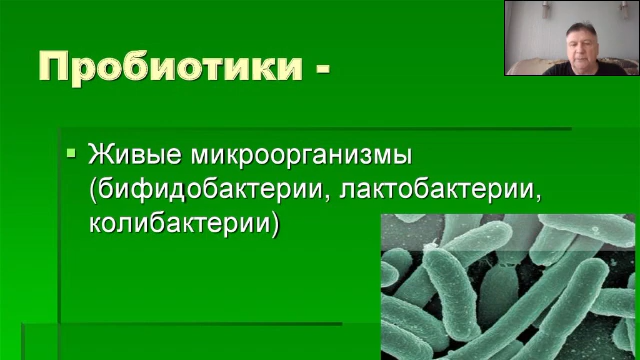 Пробиотики -
Живые микроорганизмы
(бифидобактерии, лактобактерии,
колибактерии)